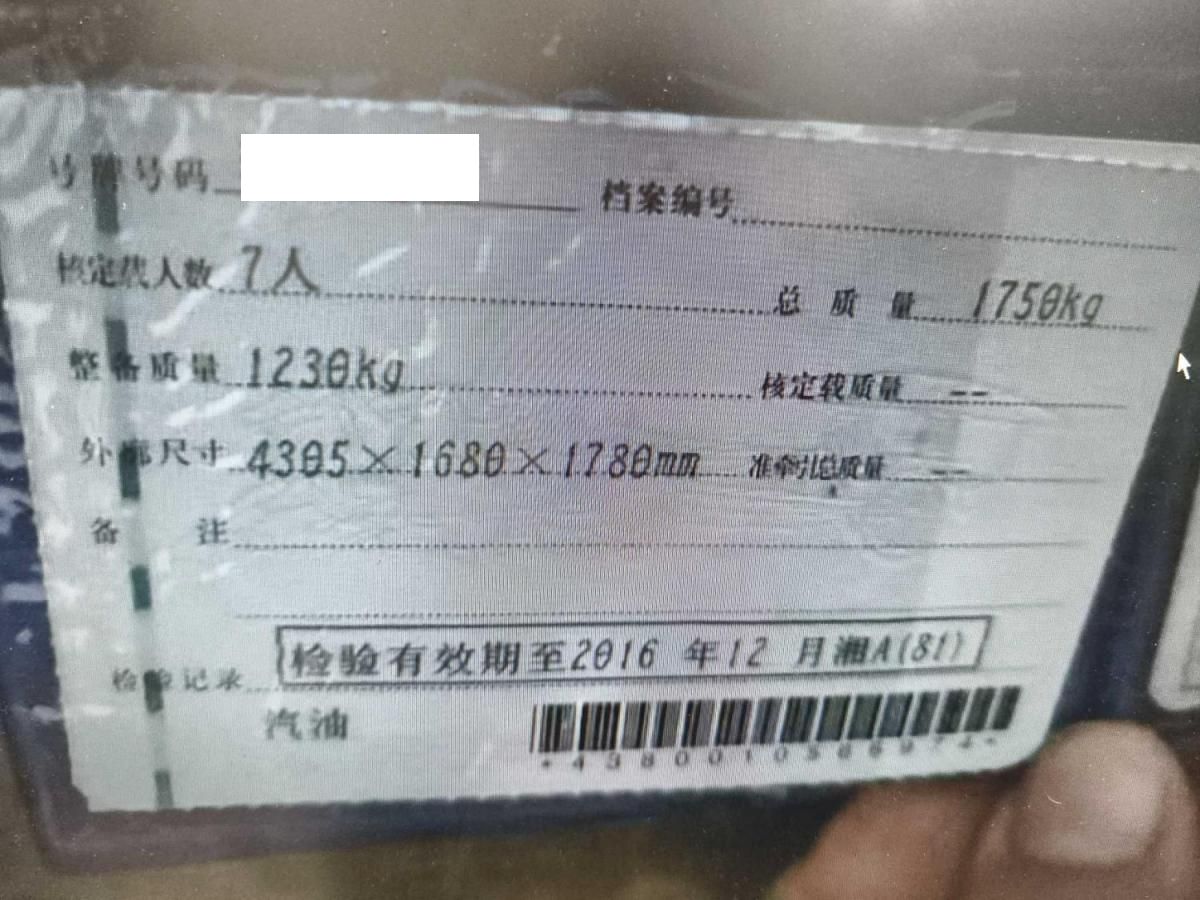 号牌号码 档案编号
核定载人数 7人 总质量 1750kg
整备质量 1230kg 核定载质量 --
外廓尺寸 4305×1680×1780mm 准牵引总质量 --
备注
检验记录 检验有效期至2016 年12 月湘A(81)
汽油